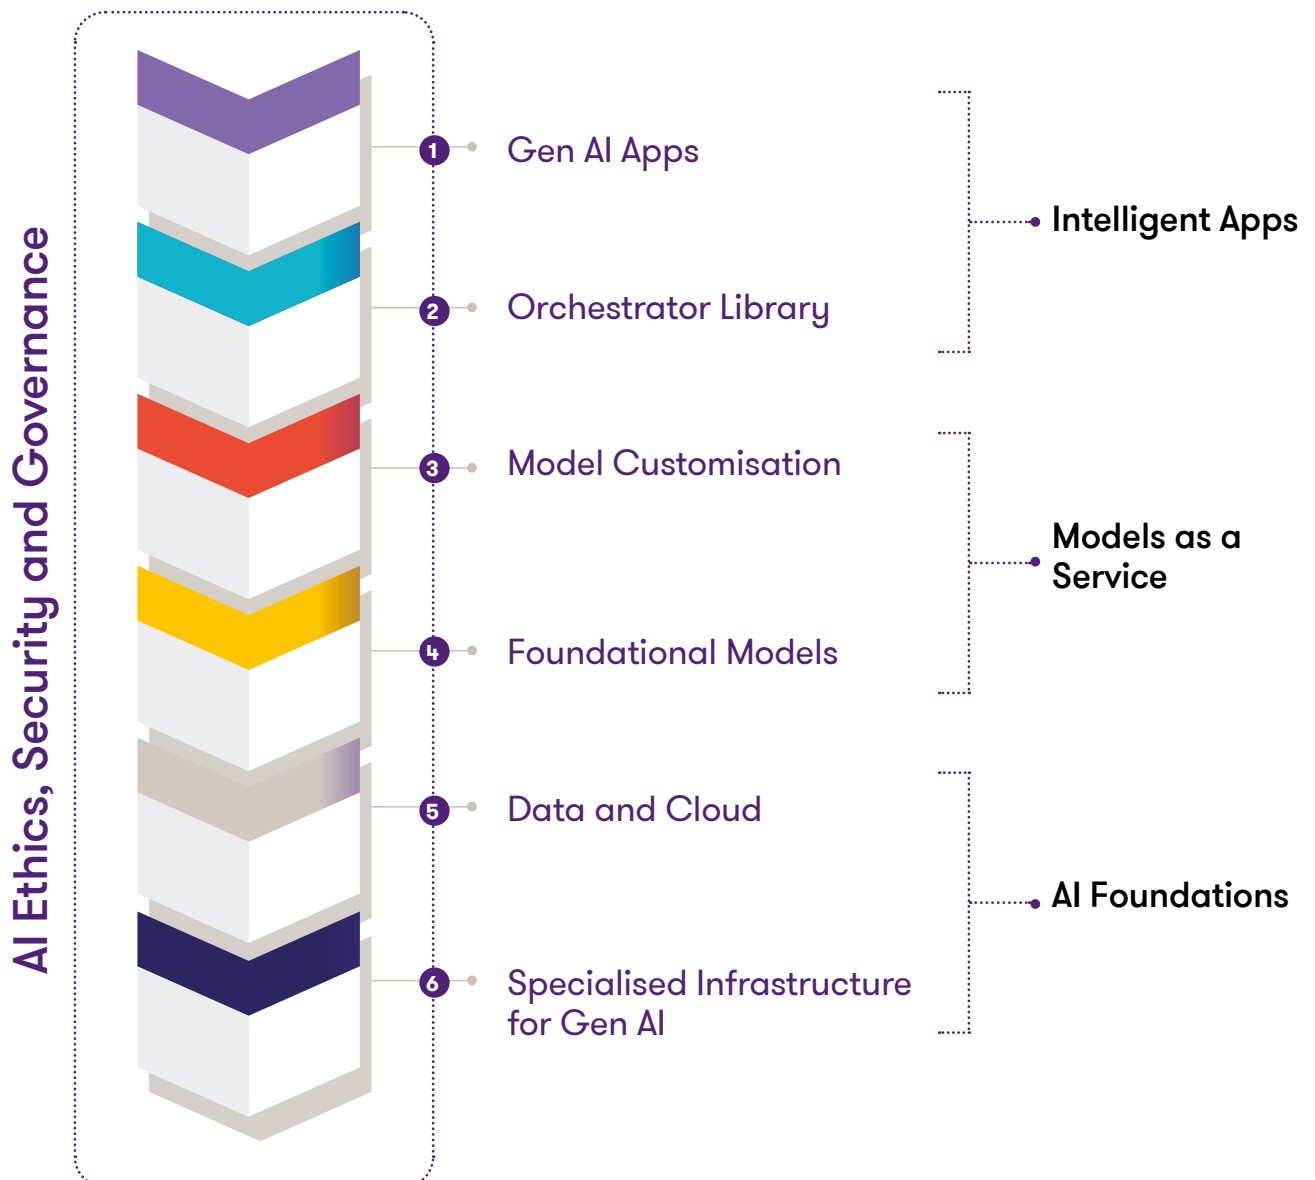 AI Ethics, Security and Governance
1
Gen AI Apps
2
Orchestrator Library
Intelligent Apps
3
Model Customisation
4
Foundational Models
Models as a
Service
5
Data and Cloud
6
Specialised Infrastructure
for Gen AI
AI Foundations